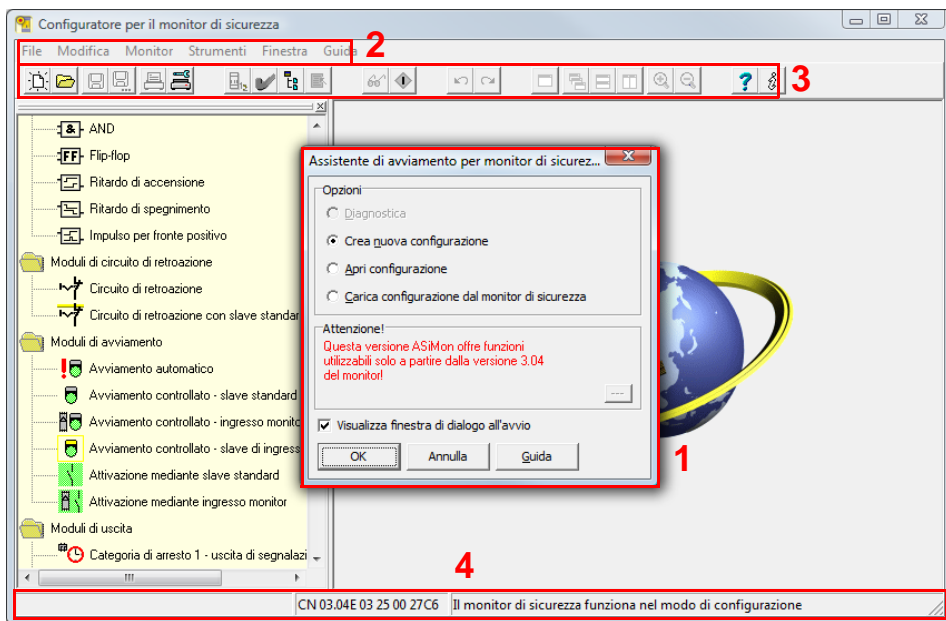 Configuratore per il monitor di sicurezza
File Modifica Monitor Strumenti Finestra Guida
2
3
AND
FF Flip-flop
Ritardo di accensione
Ritardo di spegnimento
Impulso per fronte positivo
Moduli di circuito di retroazione
Circuito di retroazione
Circuito di retroazione con slave standar
Moduli di avviamento
Avviamento automatico
Avviamento controllato - slave standard
Avviamento controllato - ingresso monito
Avviamento controllato - slave di ingress
Attivazione mediante slave standard
Attivazione mediante ingresso monitor
Moduli di uscita
Categoria di arresto 1 - uscita di segnalazi
Assistente di avviamento per monitor di sicurez...
Opzioni
Diagnostica
Crea nuova configurazione
Apri configurazione
Carica configurazione dal monitor di sicurezza
Attenzione!
Questa versione ASiMon offre funzioni
utilizzabili solo a partire dalla versione 3.04
del monitor!
---
Visualizza finestra di dialogo all'avvio
OK Annulla Guida
1
4
CN 03.04E 03 25 00 27C6 Il monitor di sicurezza funziona nel modo di configurazione